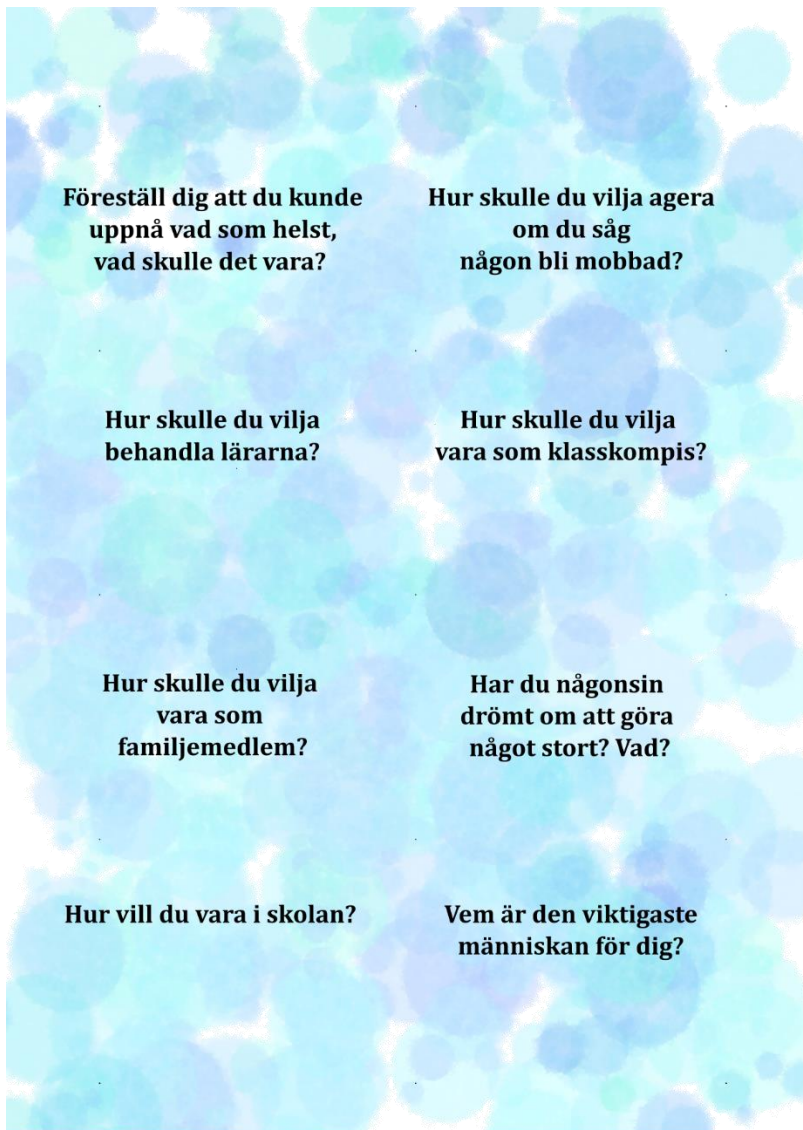 Föreställ dig att du kunde
uppnå vad som helst,
vad skulle det vara?
Hur skulle du vilja agera
om du såg
någon bli mobbad?
Hur skulle du vilja
behandla lärarna?
Hur skulle du vilja
vara som klasskompis?
Hur skulle du vilja
vara som
familjemedlem?
Har du någonsin
drömt om att göra
något stort? Vad?
Hur vill du vara i skolan?
Vem är den viktigaste
människan för dig?